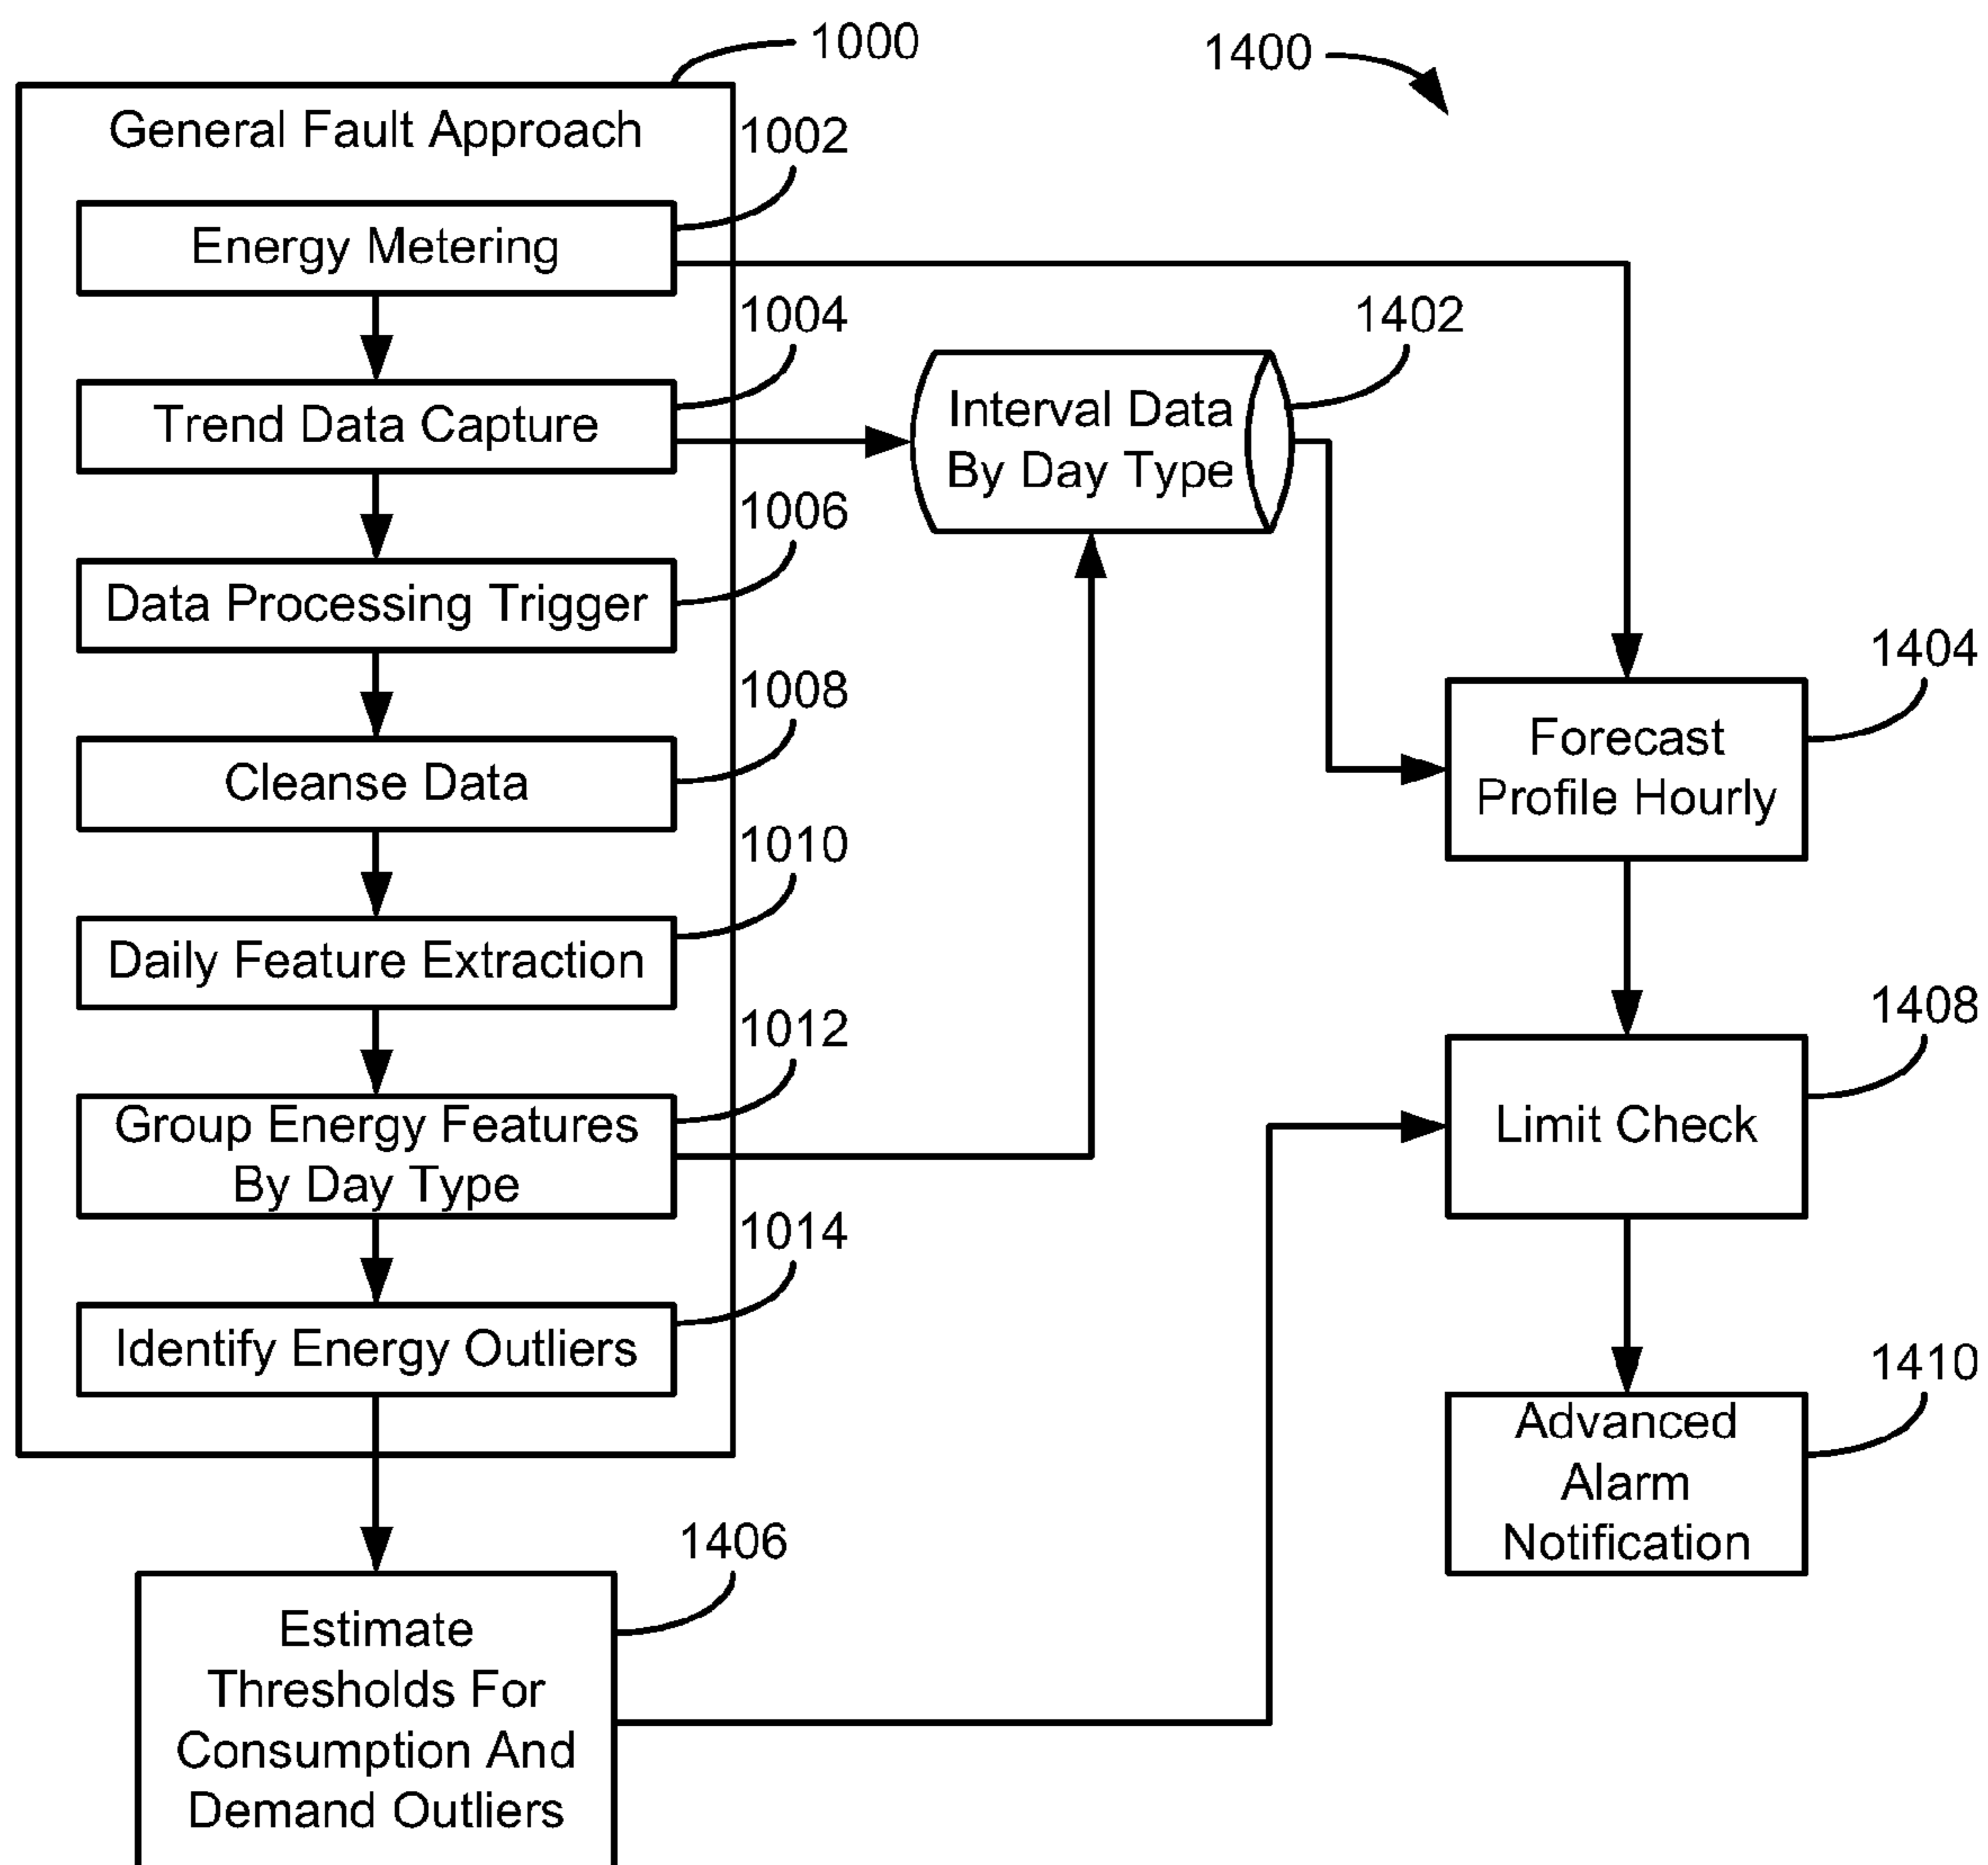 1000
1400
General Fault Approach
1002
Energy Metering
1004
1402
Trend Data Capture
Interval Data
By Day Type
1006
Data Processing Trigger
1404
1008
Forecast
Profile Hourly
Cleanse Data
1010
Daily Feature Extraction
1012
1408
Group Energy Features
By Day Type
Limit Check
1014
Identify Energy Outliers
1410
Advanced
Alarm
Notification
1406
Estimate
Thresholds For
Consumption And
Demand Outliers